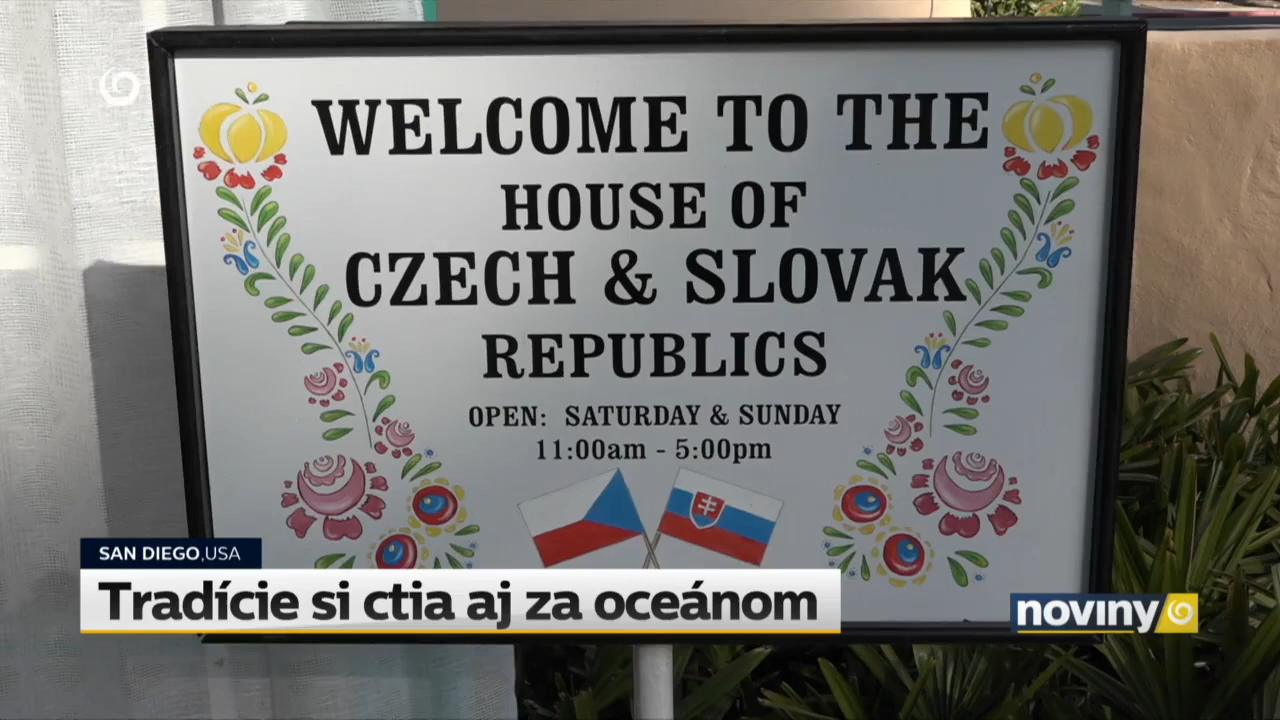 WELCOME TO THE
HOUSE OF
CZECH & SLOVAK
REPUBLICS
OPEN: SATURDAY & SUNDAY
11:00am - 5:00pm
SAN DIEGO,USA
Tradície si ctia aj za oceánom
noviny